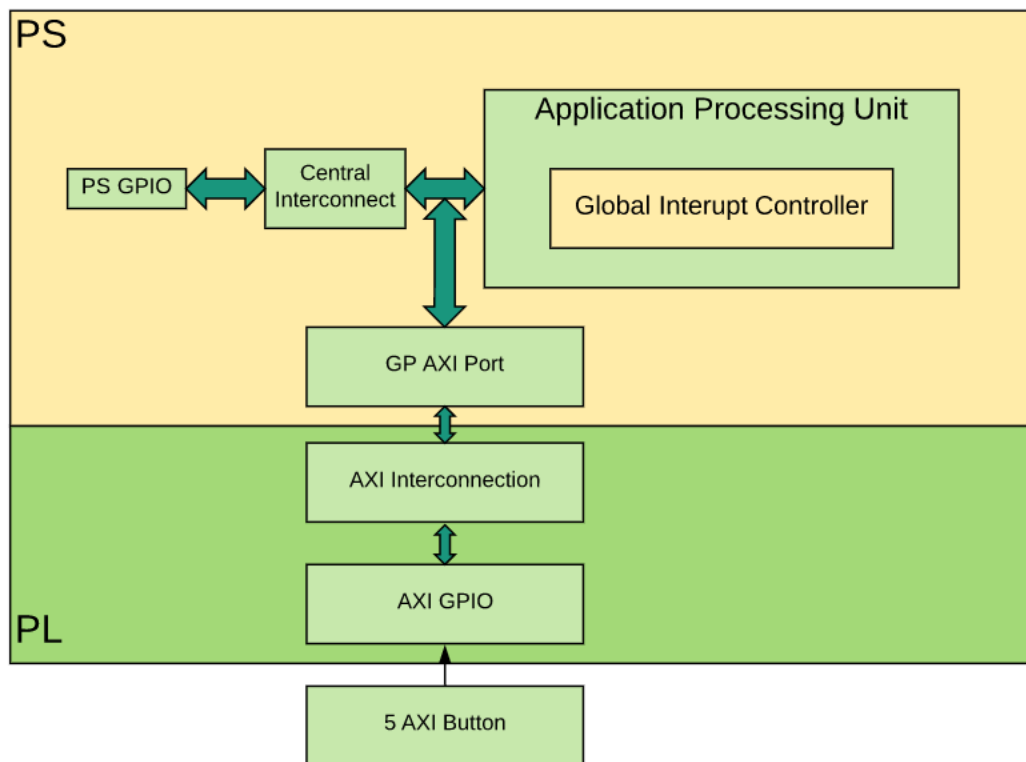 PS
Application Processing Unit
PS GPIO
Central
Interconnect
Global Interupt Controller
GP AXI Port
AXI Interconnection
AXI GPIO
PL
5 AXI Button